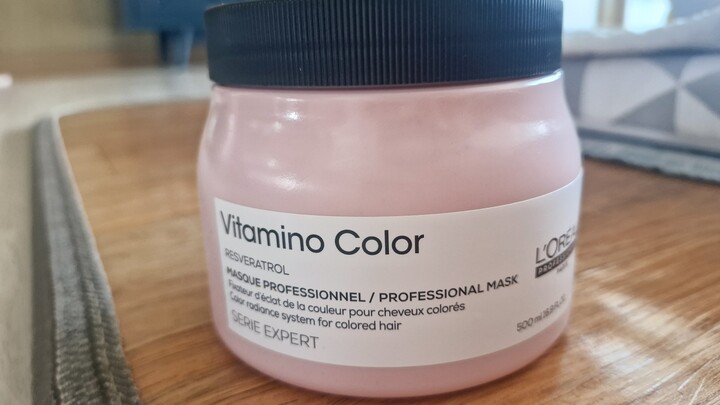 Vitamino Color
RESVERATROL
MASQUE PROFESSIONNEL / PROFESSIONAL MASK
Fixateur d'éclat de la couleur pour cheveux colorés
Color radiance system for colored hair
SERIE EXPERT
L'ORÉA
500 ml